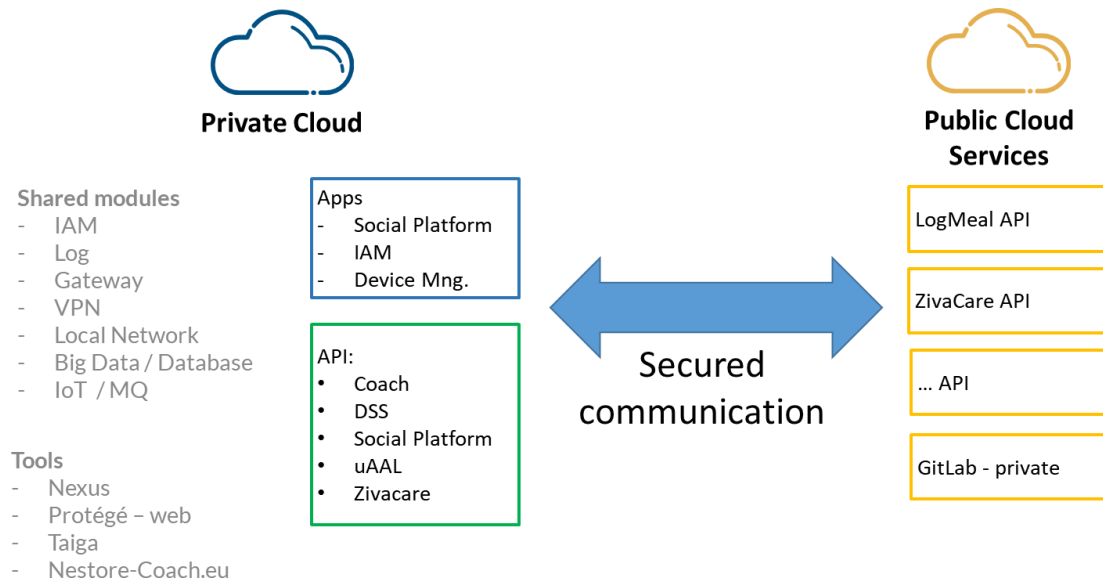 Private Cloud
Shared modules
- IAM
- Log
- Gateway
- VPN
- Local Network
- Big Data / Database
- IoT / MQ
Tools
- Nexus
- Protégé – web
- Taiga
- Nestore-Coach.eu
Apps
- Social Platform
- IAM
- Device Mng.
API:
• Coach
• DSS
• Social Platform
• uAAL
• Zivacare
Secured
communication
Public Cloud
Services
LogMeal API
ZivaCare API
... API
GitLab - private